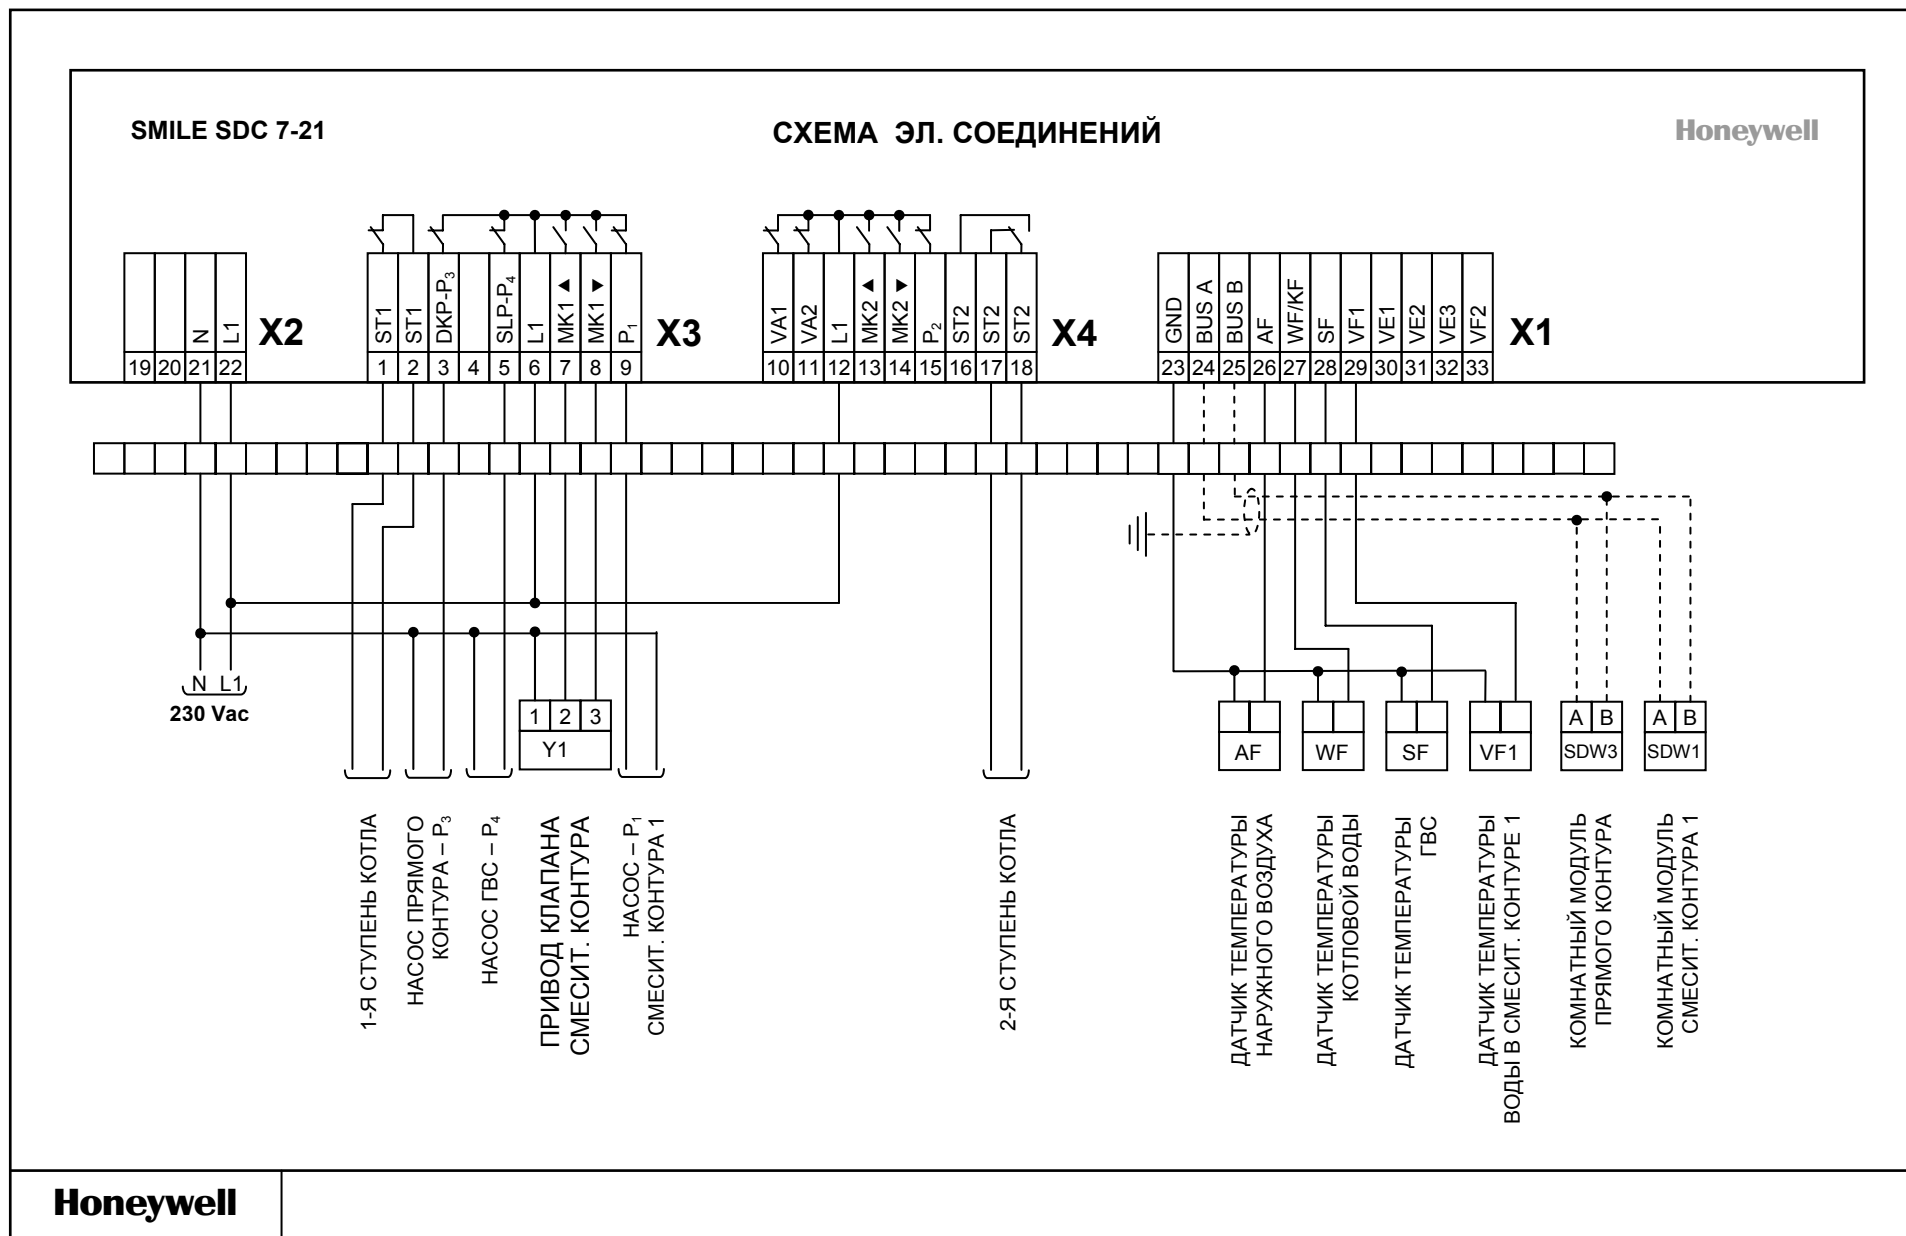 SMILE SDC 7-21
СХЕМА ЭЛ. СОЕДИНЕНИЙ
Honeywell
N
L1
X2
ST1
ST1
DKP-P3
SLP-P4
L1
MK1 ▲
MK1 ▼
P1
X3
VA1
VA2
L1
MK2 ▲
MK2 ▼
P2
ST2
ST2
ST2
X4
GND
BUS A
BUS B
AF
WF/KF
SF
VF1
VE1
VE2
VE3
VF2
X1
19 20 21 22
1 2 3 4 5 6 7 8 9
10 11 12 13 14 15 16 17 18
23 24 25 26 27 28 29 30 31 32 33
N L1
230 Vac
1 2 3
Y1
AF
WF
SF
VF1
A B
SDW3
A B
SDW1
1-Я СТУПЕНЬ КОТЛА
НАСОС ПРЯМОГО
КОНТУРА – P3
НАСОС ГВС – P4
ПРИВОД КЛАПАНА
СМЕСИТ. КОНТУРА
НАСОС – P1
СМЕСИТ. КОНТУРА 1
2-Я СТУПЕНЬ КОТЛА
ДАТЧИК ТЕМПЕРАТУРЫ
НАРУЖНОГО ВОЗДУХА
ДАТЧИК ТЕМПЕРАТУРЫ
КОТЛОВОЙ ВОДЫ
ДАТЧИК ТЕМПЕРАТУРЫ
ГВС
ДАТЧИК ТЕМПЕРАТУРЫ
ВОДЫ В СМЕСИТ. КОНТУРЕ 1
КОМНАТНЫЙ МОДУЛЬ
ПРЯМОГО КОНТУРА
КОМНАТНЫЙ МОДУЛЬ
СМЕСИТ. КОНТУРА 1
Honeywell